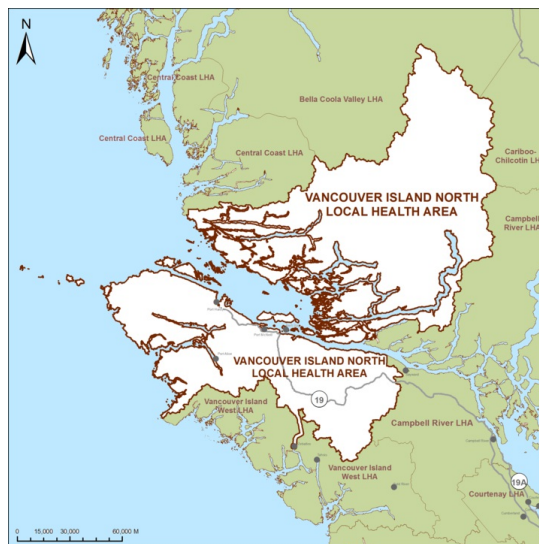 N
Central Coast LHA
Bella Coola Valley LHA
Central Coast LHA
Central Coast LHA
Cariboo-
Chilcotin LH
VANCOUVER ISLAND NORTH
LOCAL HEALTH AREA
Campbell
River LHA
VANCOUVER ISLAND NORTH
LOCAL HEALTH AREA
19
Vancouver Island
West LHA
Campbell River LHA
Vancouver Island
West LHA
19A
Courtenay LHA
0 15,000 30,000 60,000 M